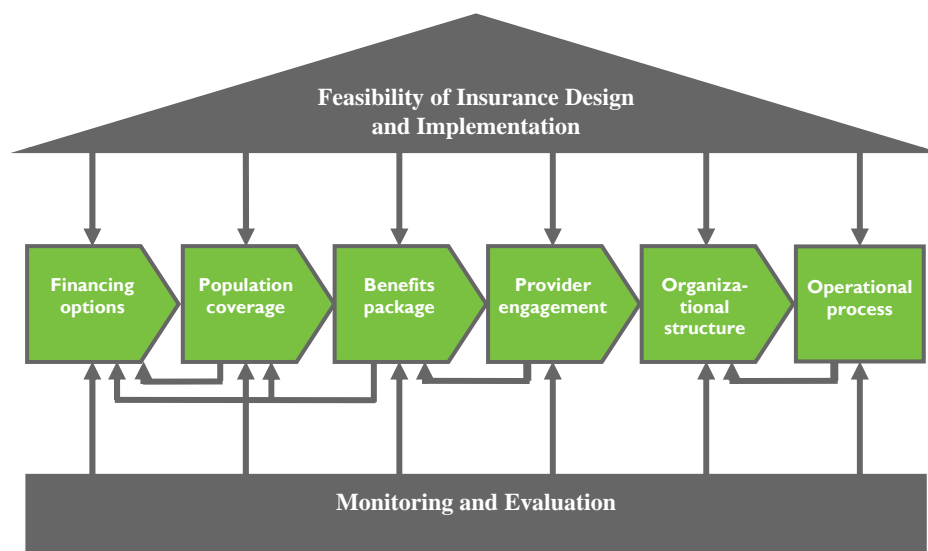 Feasibility of Insurance Design
and Implementation
Financing
options
Population
coverage
Benefits
package
Provider
engagement
Organiza-
tional
structure
Operational
process
Monitoring and Evaluation